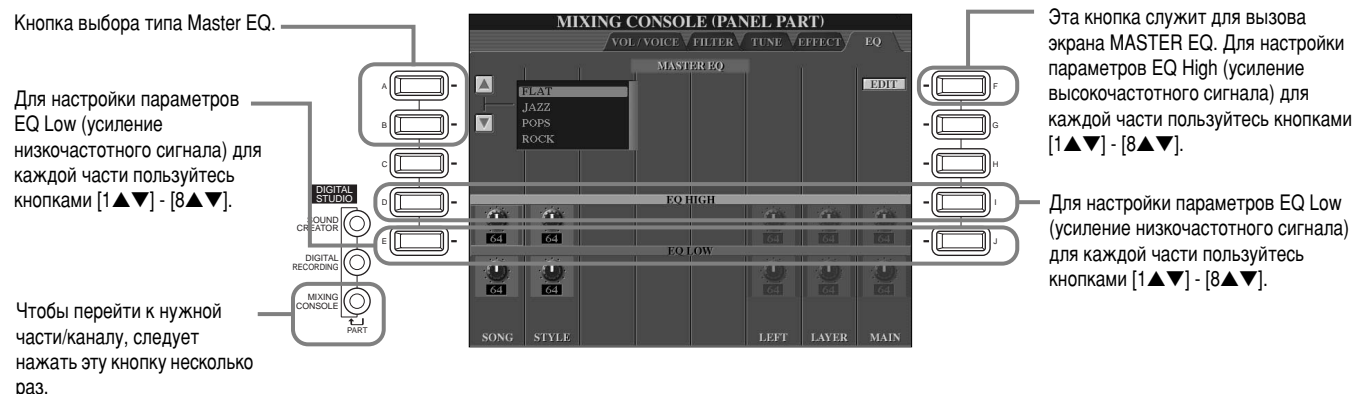 Кнопка выбора типа Master EQ.
Для настройки параметров
EQ Low (усиление
низкочастотного сигнала) для
каждой части пользуйтесь
кнопками [1▲▼] - [8▲▼].
Чтобы перейти к нужной
части/каналу, следует
нажать эту кнопку несколько
раз.
DIGITAL
STUDIO
SOUND
CREATOR
DIGITAL
RECORDING
MIXING
CONSOLE
PART
A
B
C
D
E
MIXING CONSOLE (PANEL PART)
VOL / VOICE FILTER TUNE EFFECT EQ
MASTER EQ
EDIT
FLAT
JAZZ
POPS
ROCK
EQ HIGH
64 64 64 64 64
EQ LOW
64 64 64 64 64
SONG STYLE LEFT LAYER MAIN
F
G
H
I
J
Эта кнопка служит для вызова
экрана MASTER EQ. Для настройки
параметров EQ High (усиление
высокочастотного сигнала) для
каждой части пользуйтесь кнопками
[1▲▼] - [8▲▼].
Для настройки параметров EQ Low
(усиление низкочастотного сигнала)
для каждой части пользуйтесь
кнопками [1▲▼] - [8▲▼].